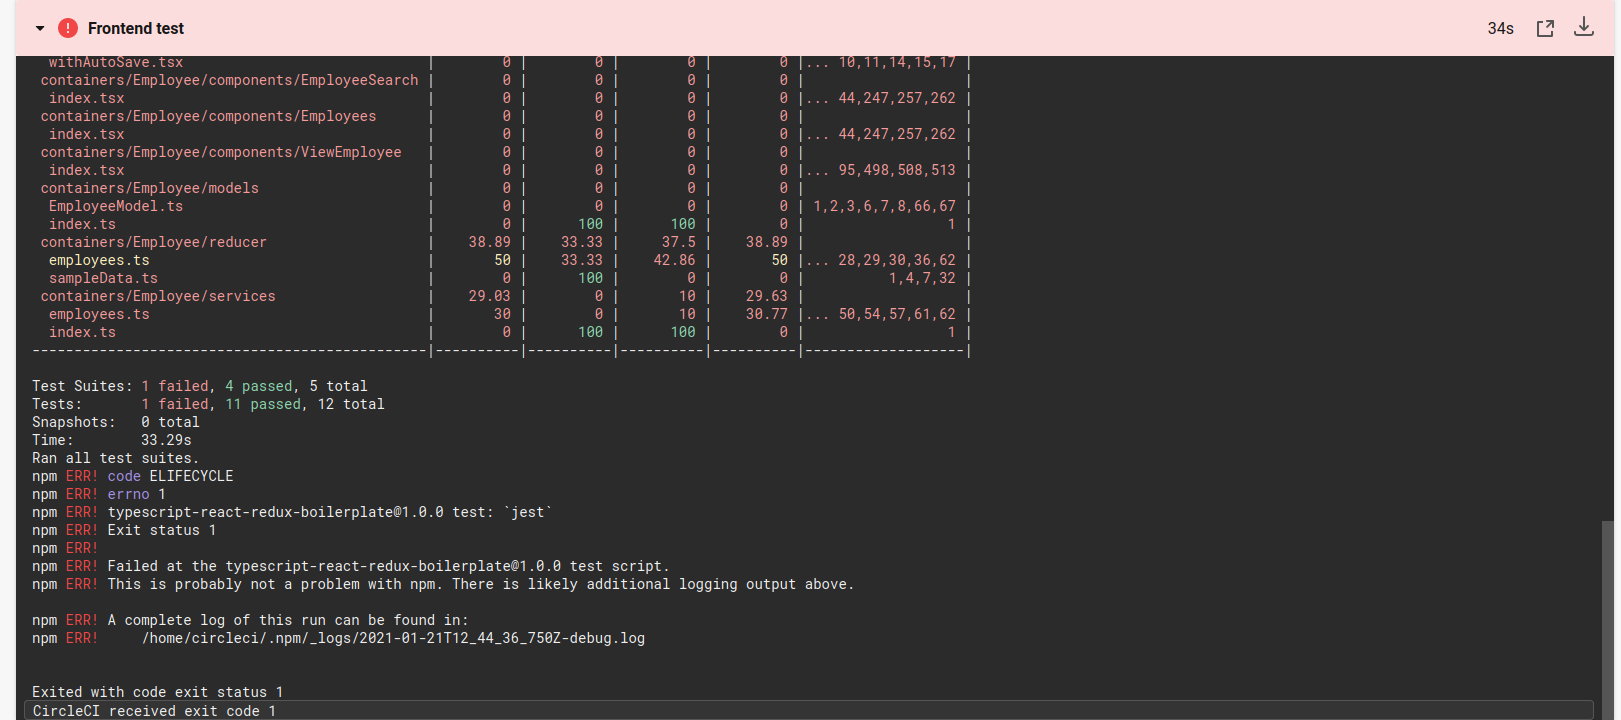 Frontend test 34s
withAutoSave.tsx | 0 | 0 | 0 | 0 |... 10,11,14,15,17 |
containers/Employee/components/EmployeeSearch | 0 | 0 | 0 | 0 | |
index.tsx | 0 | 0 | 0 | 0 |... 44,247,257,262 |
containers/Employee/components/Employees | 0 | 0 | 0 | 0 | |
index.tsx | 0 | 0 | 0 | 0 |... 44,247,257,262 |
containers/Employee/components/ViewEmployee | 0 | 0 | 0 | 0 | |
index.tsx | 0 | 0 | 0 | 0 |... 95,498,508,513 |
containers/Employee/models | 0 | 0 | 0 | 0 | |
EmployeeModel.ts | 0 | 0 | 0 | 0 | 1,2,3,6,7,8,66,67 |
index.ts | 0 | 100 | 100 | 0 | 1 |
containers/Employee/reducer | 38.89 | 33.33 | 37.5 | 38.89 | |
employees.ts | 50 | 33.33 | 42.86 | 50 |... 28,29,30,36,62 |
sampleData.ts | 0 | 100 | 0 | 0 | 1,4,7,32 |
containers/Employee/services | 29.03 | 0 | 10 | 29.63 | |
employees.ts | 30 | 0 | 10 | 30.77 |... 50,54,57,61,62 |
index.ts | 0 | 100 | 100 | 0 | 1 |
-----------------------------------------------|----------|----------|----------|----------|-------------------|
Test Suites: 1 failed, 4 passed, 5 total
Tests: 1 failed, 11 passed, 12 total
Snapshots: 0 total
Time: 33.29s
Ran all test suites.
npm ERR! code ELIFECYCLE
npm ERR! errno 1
npm ERR! typescript-react-redux-boilerplate@1.0.0 test: `jest`
npm ERR! Exit status 1
npm ERR!
npm ERR! Failed at the typescript-react-redux-boilerplate@1.0.0 test script.
npm ERR! This is probably not a problem with npm. There is likely additional logging output above.
npm ERR! A complete log of this run can be found in:
npm ERR! /home/circleci/.npm/_logs/2021-01-21T12_44_36_750Z-debug.log
Exited with code exit status 1
CircleCI received exit code 1